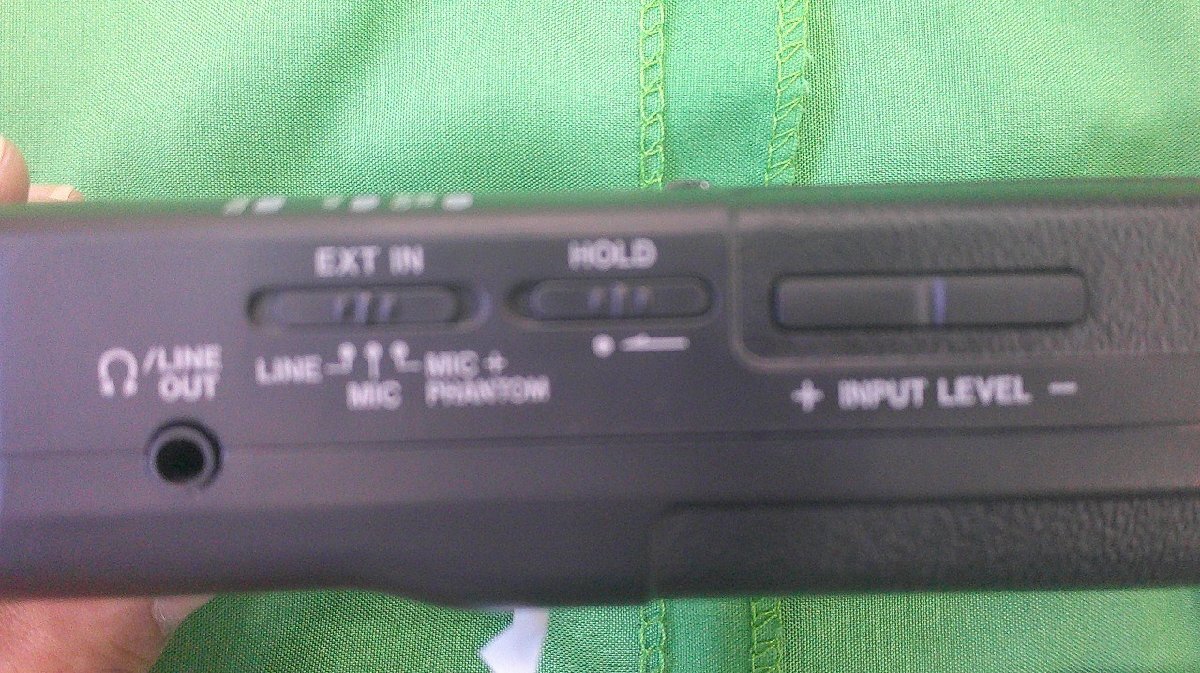 EXT IN
HOLD
/LINE
OUT
LINE
MIC
MIC +
PHANTOM
+ INPUT LEVEL −